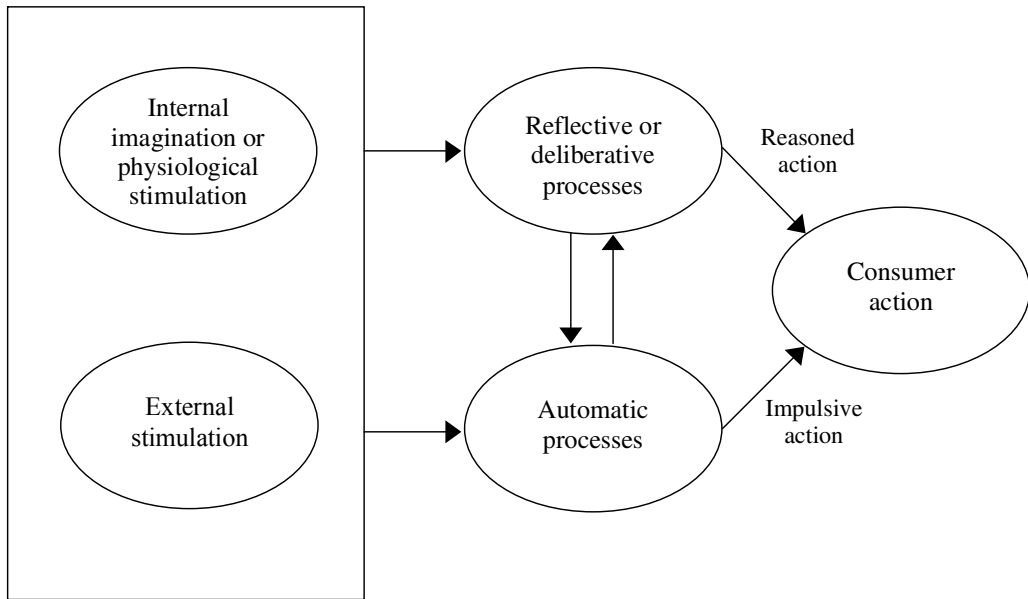 Internal
imagination or
physiological
stimulation
External
stimulation
Reflective or
deliberative
processes
Automatic
processes
Reasoned
action
Impulsive
action
Consumer
action